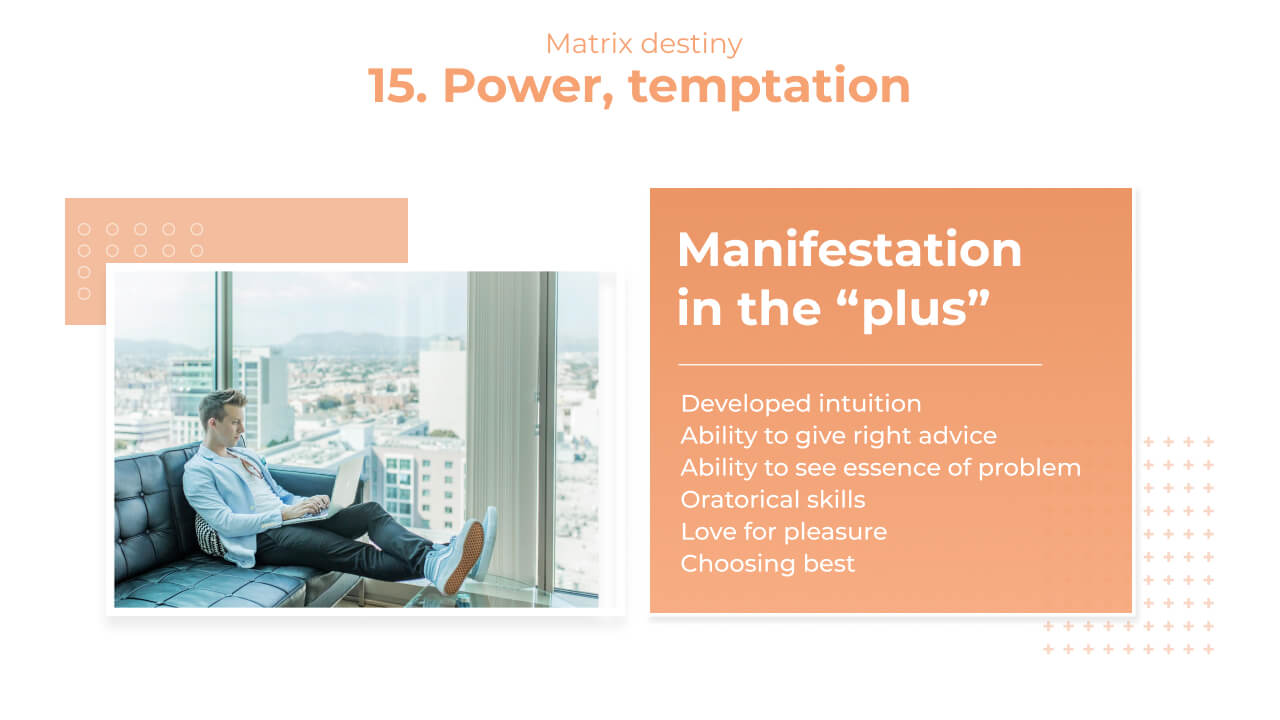 Matrix destiny
15. Power, temptation
Manifestation
in the “plus”
Developed intuition
Ability to give right advice
Ability to see essence of problem
Oratorical skills
Love for pleasure
Choosing best